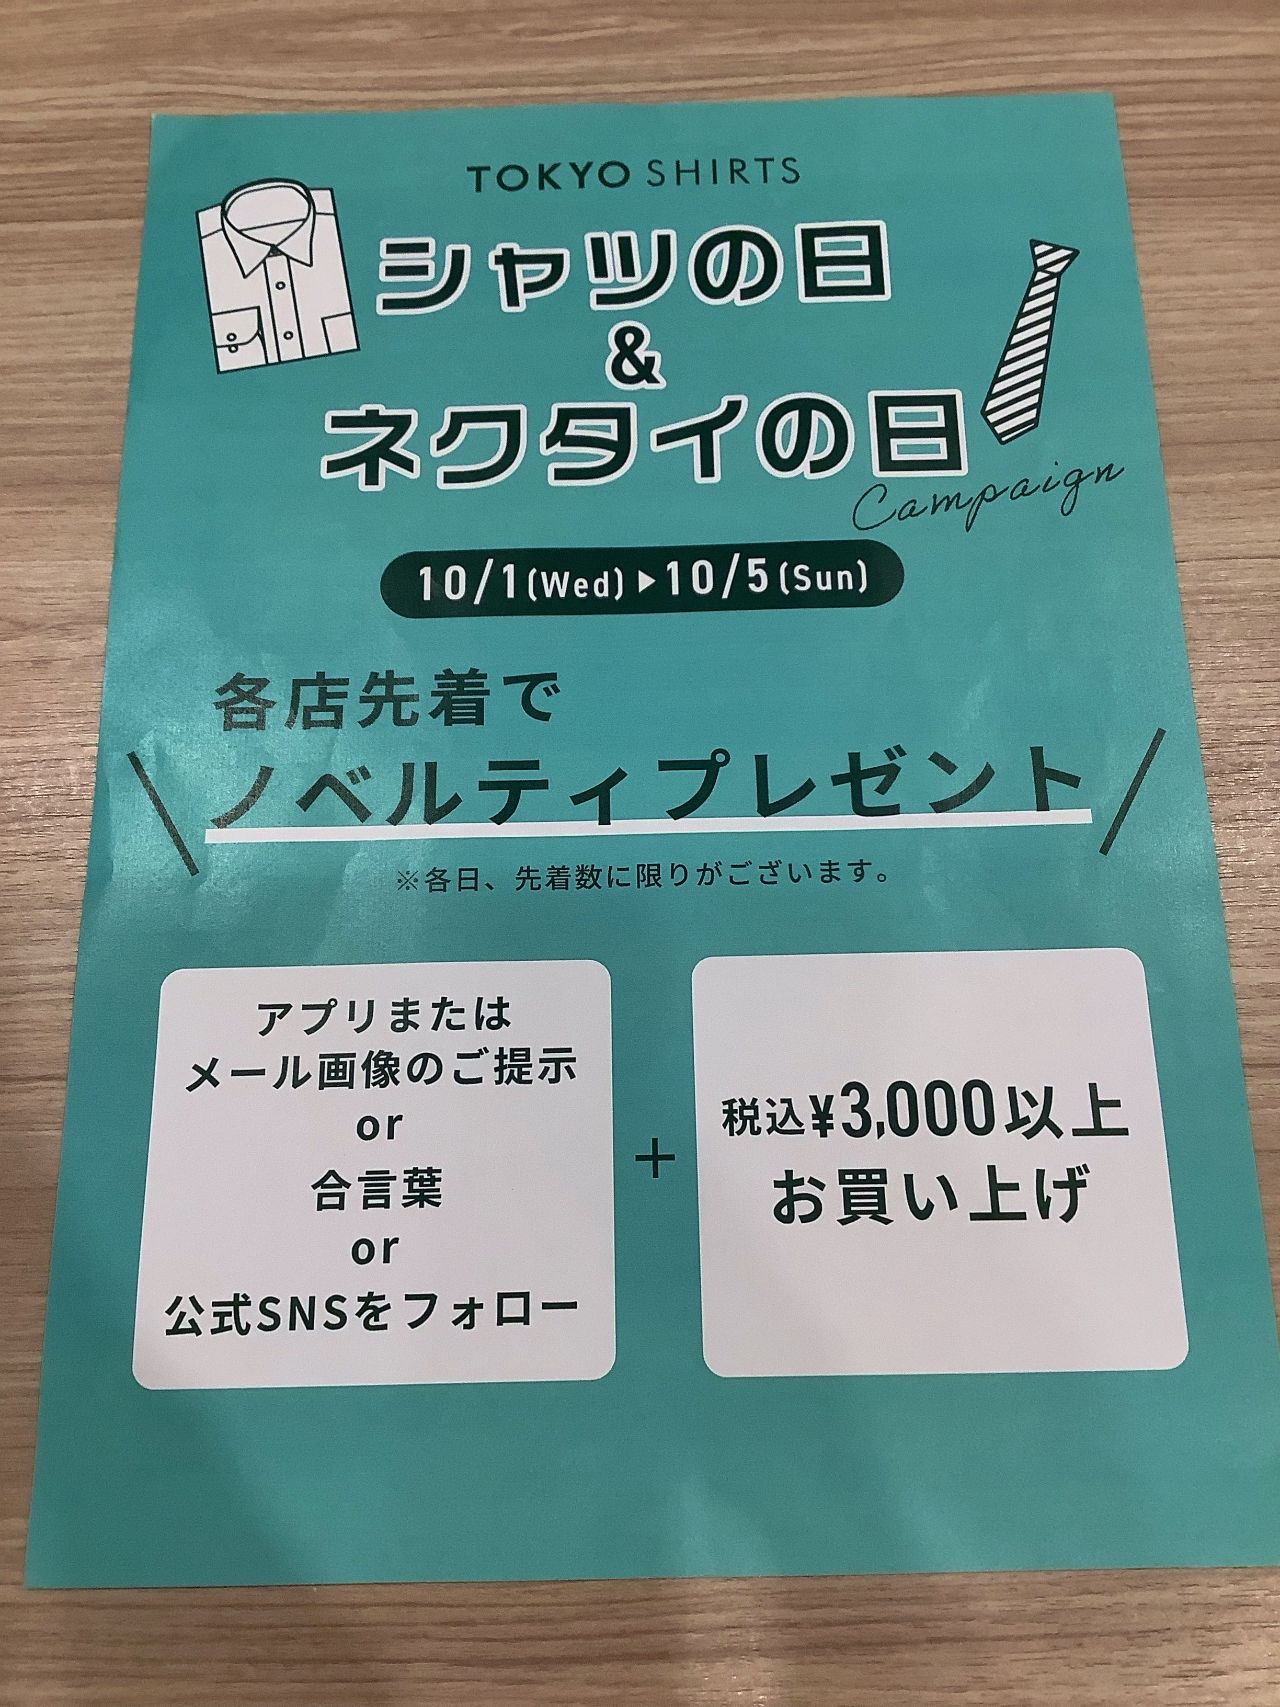 TOKYO SHIRTS
シャツの日
&
ネクタイの日
Campaign
10/1(Wed)▶10/5(Sun)
各店先着で
ノベルティプレゼント
※各日、先着数に限りがございます。
アプリまたは
メール画像のご提示
or
合言葉
or
公式SNSをフォロー
+
税込¥3,000以上
お買い上げ